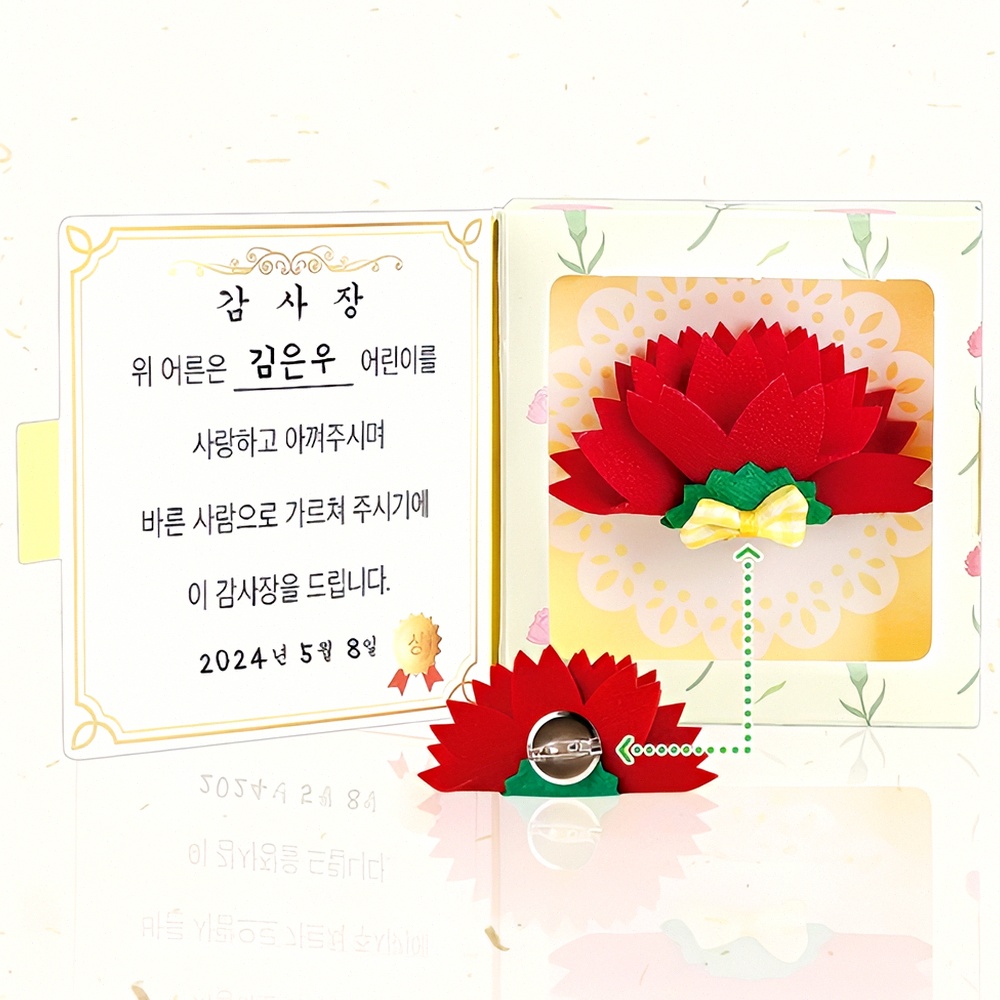 감 사 장
위 어른은 김은우 어린이를
사랑하고 아껴주시며
바른 사람으로 가르쳐 주시기에
이 감사장을 드립니다.
2024년 5월 8일
상